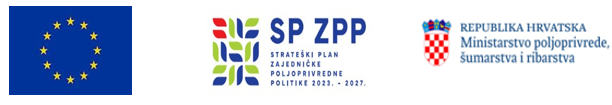 SP ZPP
STRATEŠKI PLAN
ZAJEDNIČKE
POLJOPRIVREDNE
POLITIKE 2023. – 2027.
REPUBLIKA HRVATSKA
Ministarstvo poljoprivrede,
šumarstva i ribarstva